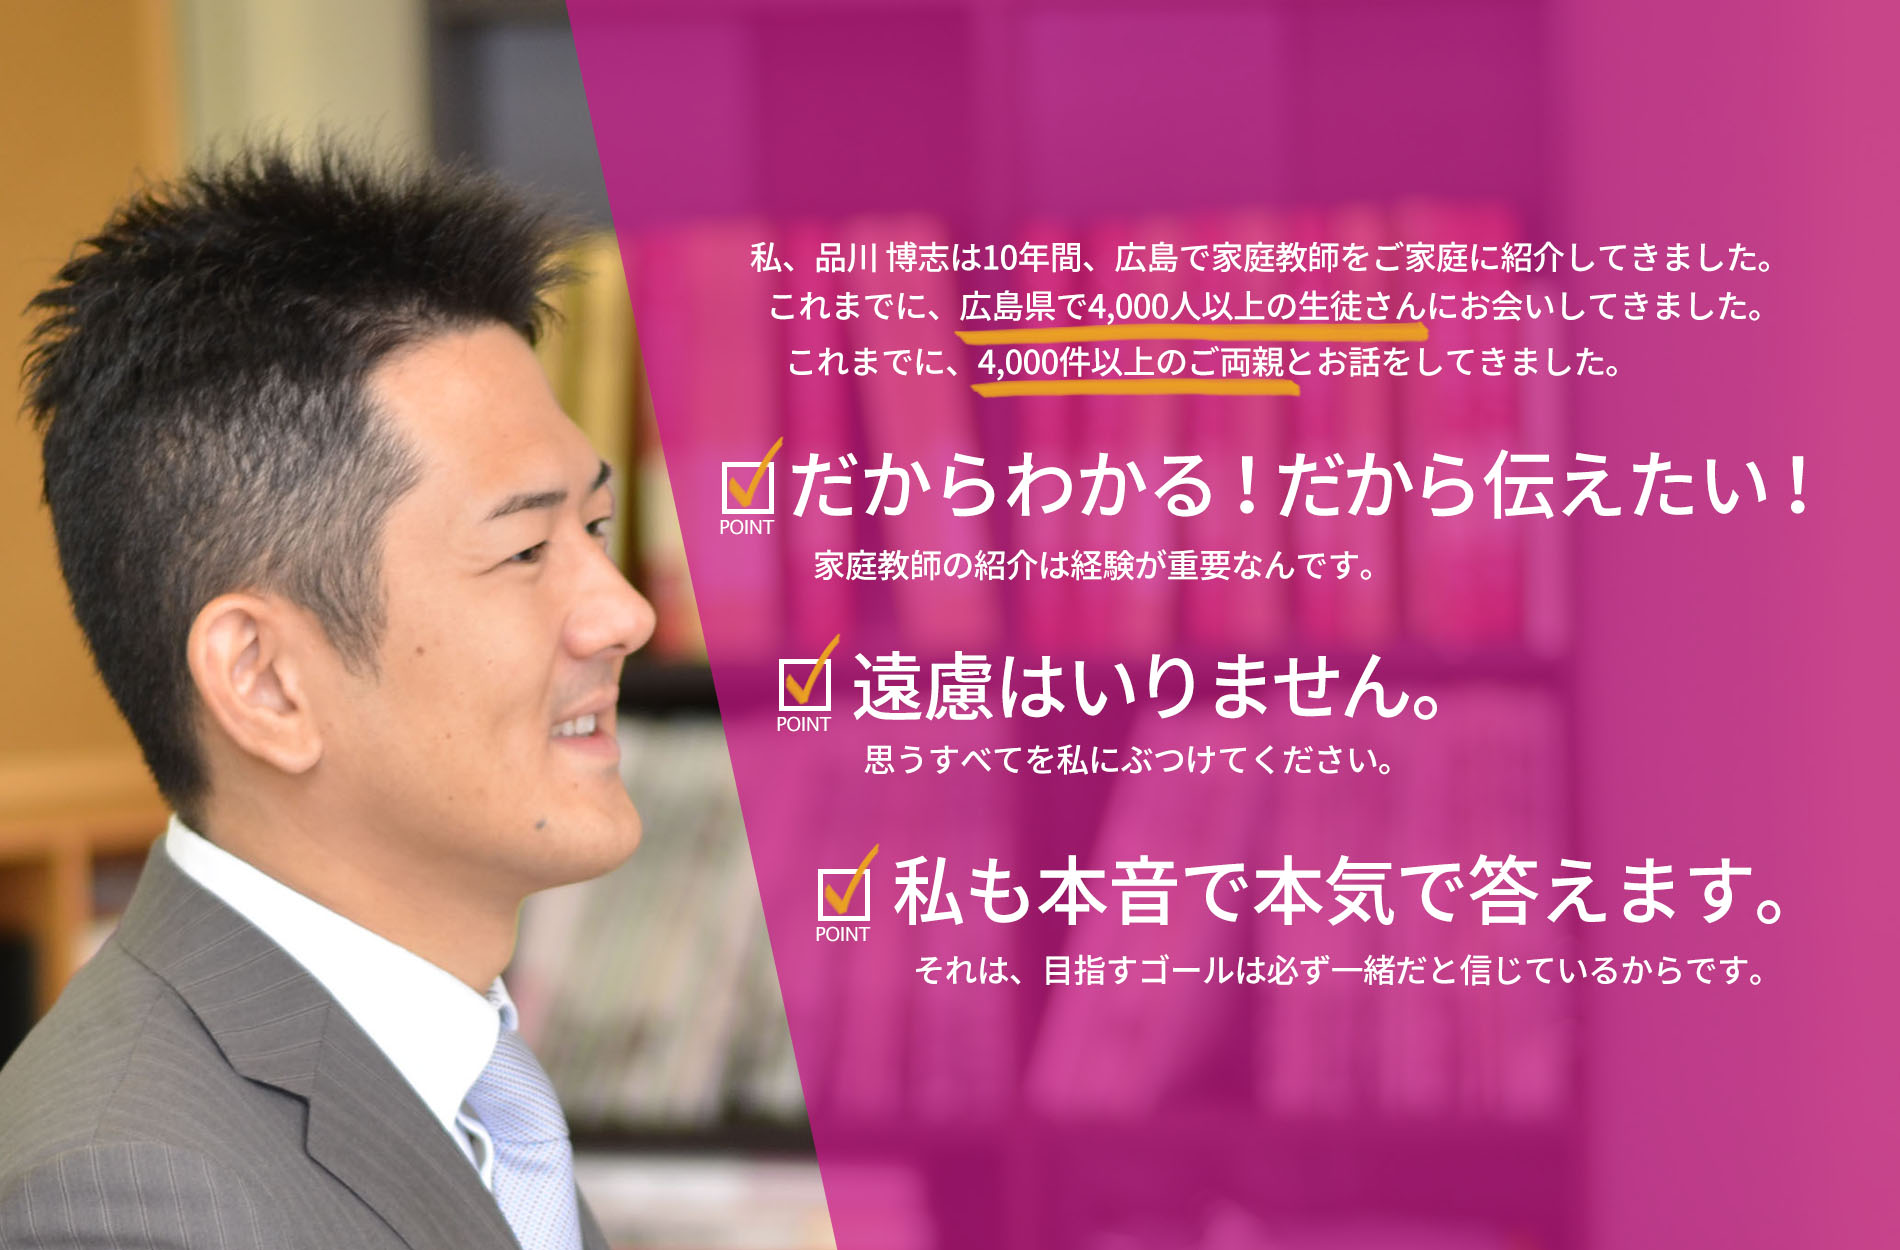 私、品川 博志は10年間、広島で家庭教師をご家庭に紹介してきました。
これまでに、広島県で4,000人以上の生徒さんにお会いしてきました。
これまでに、4,000件以上のご両親とお話をしてきました。
POINT
だからわかる！だから伝えたい！
家庭教師の紹介は経験が重要なんです。
POINT
遠慮はいりません。
思うすべてを私にぶつけてください。
POINT
私も本音で本気で答えます。
それは、目指すゴールは必ず一緒だと信じているからです。